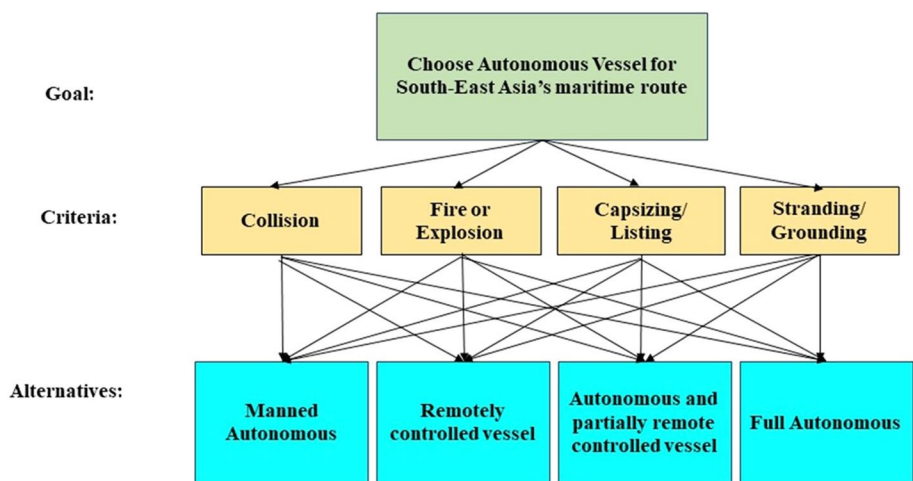 Goal:
Choose Autonomous Vessel for
South-East Asia's maritime route
Criteria:
Collision
Fire or
Explosion
Capsizing/
Listing
Stranding/
Grounding
Alternatives:
Manned
Autonomous
Remotely
controlled vessel
Autonomous and
partially remote
controlled vessel
Full Autonomous